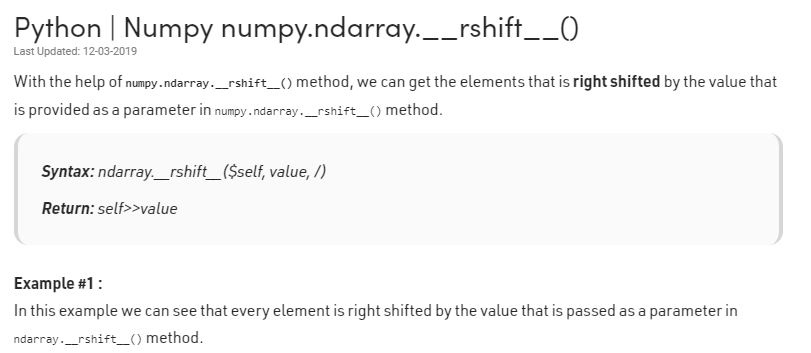 Python | Numpy numpy.ndarray.__rshift__()
Last Updated: 12-03-2019
With the help of numpy.ndarray.__rshift__() method, we can get the elements that is right shifted by the value that
is provided as a parameter in numpy.ndarray.__rshift__() method.
Syntax: ndarray.__rshift__($self, value, /)
Return: self>>value
Example #1 :
In this example we can see that every element is right shifted by the value that is passed as a parameter in
ndarray.__rshift__() method.